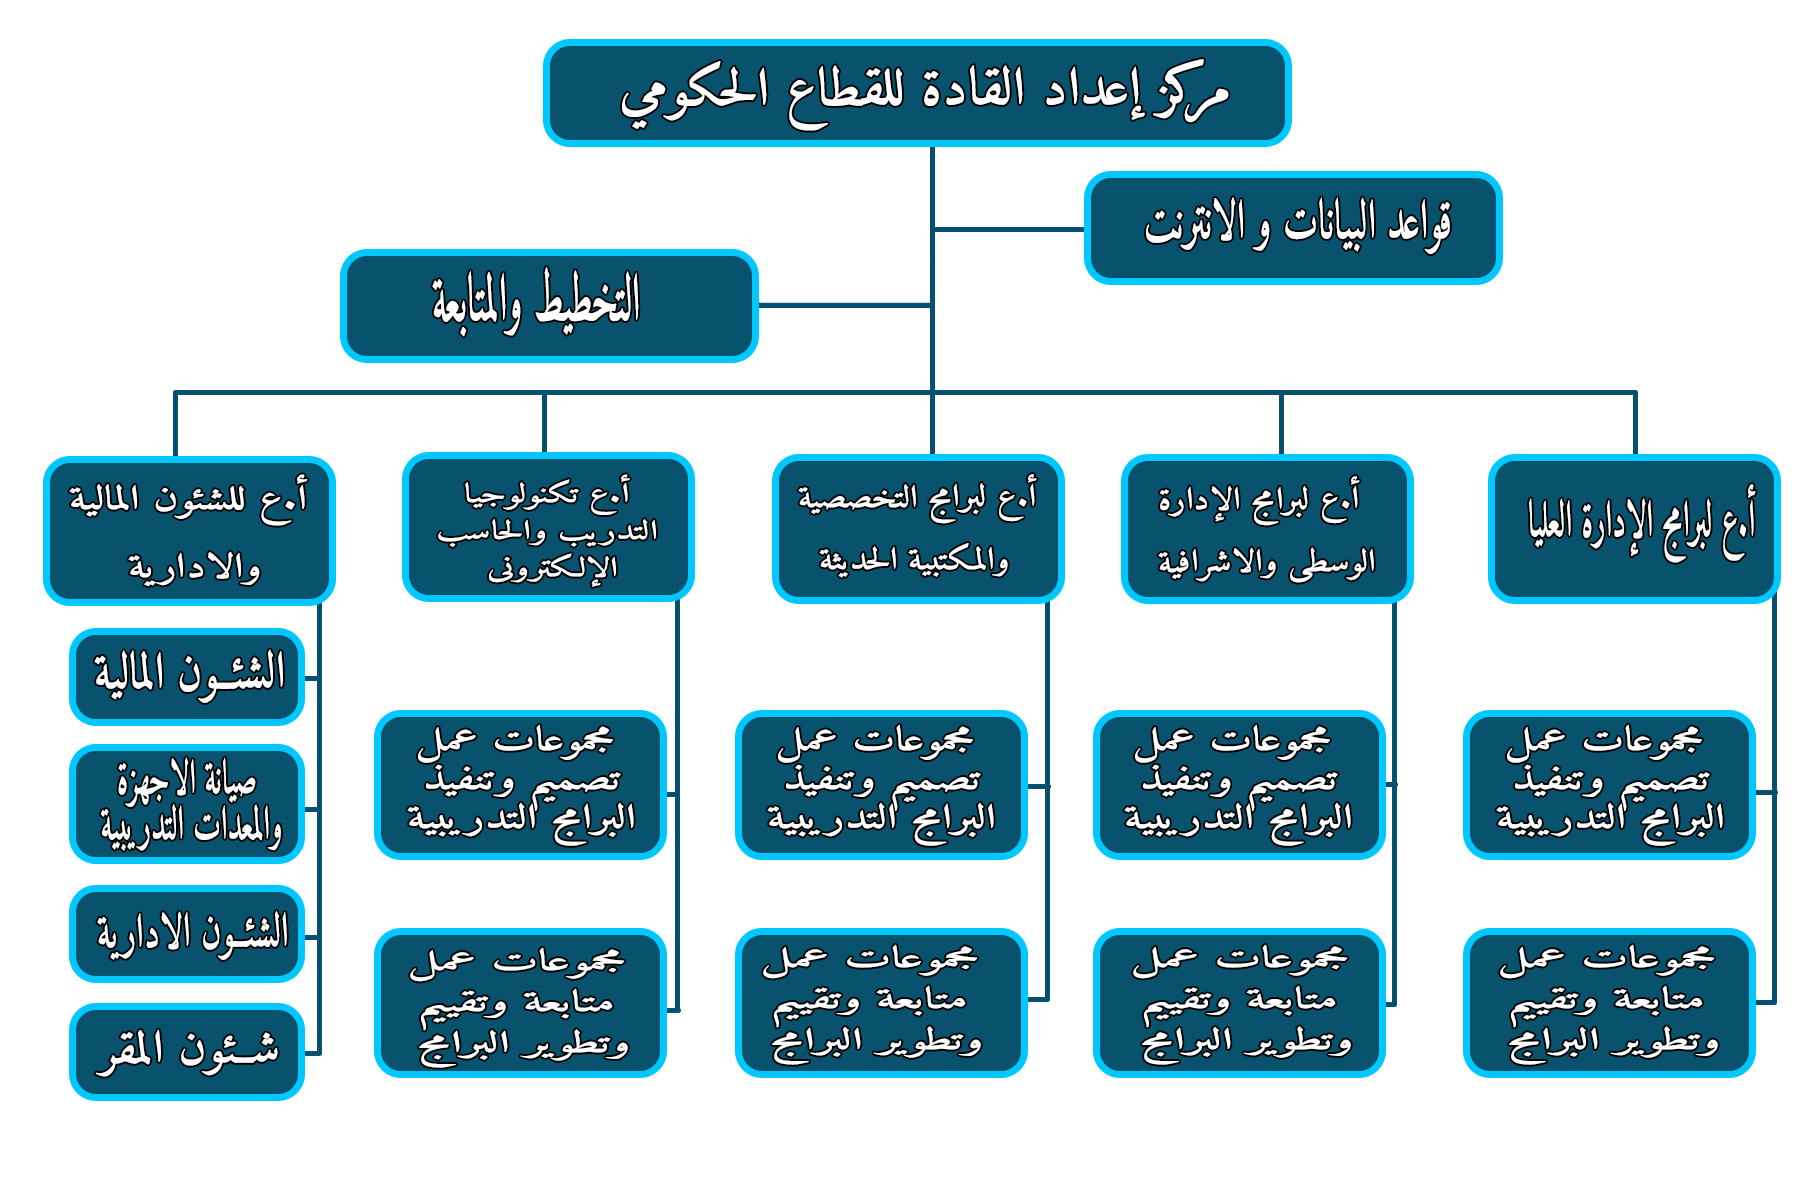 مركز إعداد القادة للقطاع الحكومي
قواعد البيانات و الانترنت
التخطيط والمتابعة
أ.ع لبرامج الإدارة العليا
أ.ع لبرامج الإدارة
الوسطى والاشرافية
أ.ع لبرامج التخصصية
والمكتبية الحديثة
أ.ع تكنولوجيا
التدريب والحاسب
الإلكترونى
أ.ع للشئون المالية
والادارية
مجموعات عمل
تصميم وتنفيذ
البرامج التدريبية
مجموعات عمل
متابعة وتقييم
وتطوير البرامج
مجموعات عمل
تصميم وتنفيذ
البرامج التدريبية
مجموعات عمل
متابعة وتقييم
وتطوير البرامج
مجموعات عمل
تصميم وتنفيذ
البرامج التدريبية
مجموعات عمل
متابعة وتقييم
وتطوير البرامج
مجموعات عمل
تصميم وتنفيذ
البرامج التدريبية
مجموعات عمل
متابعة وتقييم
وتطوير البرامج
الشئـون المالية
صيانة الاجهزة
والمعدات التدريبية
الشئـون الادارية
شـئون المقر